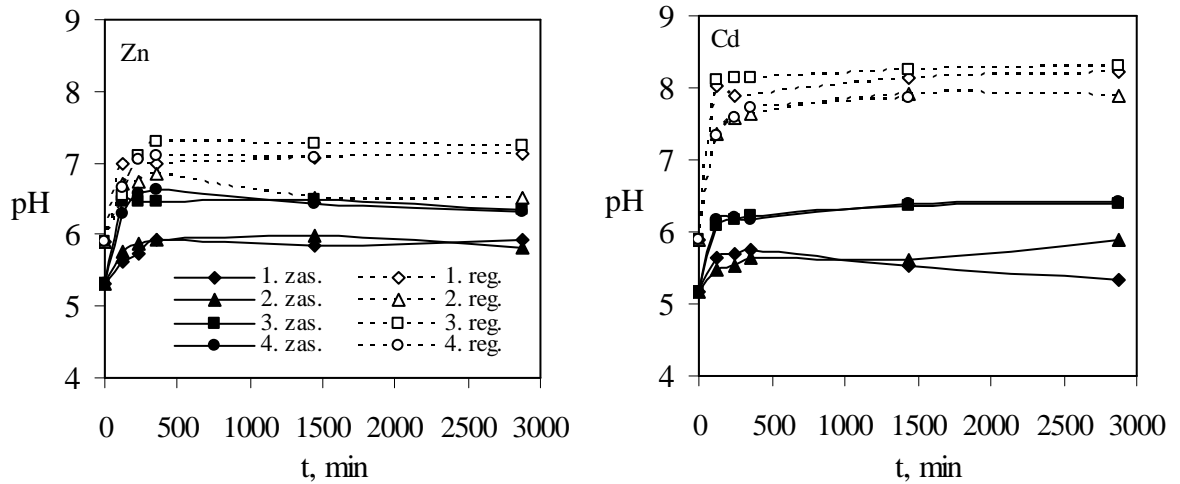 Zn
9
8
7
6
5
4
pH
0 500 1000 1500 2000 2500 3000
t, min
1. zas. 1. reg.
2. zas. 2. reg.
3. zas. 3. reg.
4. zas. 4. reg.
Cd
9
8
7
6
5
4
pH
0 500 1000 1500 2000 2500 3000
t, min